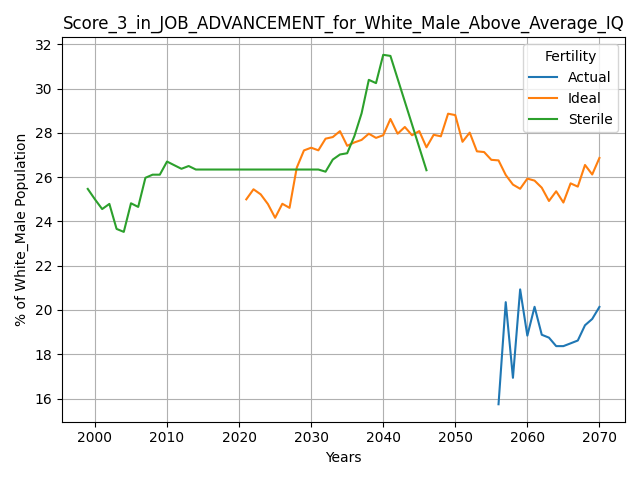 Score_3_in_JOB_ADVANCEMENT_for_White_Male_Above_Average_IQ
Fertility
Actual
Ideal
Sterile
% of White_Male Population
32
30
28
26
24
22
20
18
16
2000 2010 2020 2030 2040 2050 2060 2070
Years